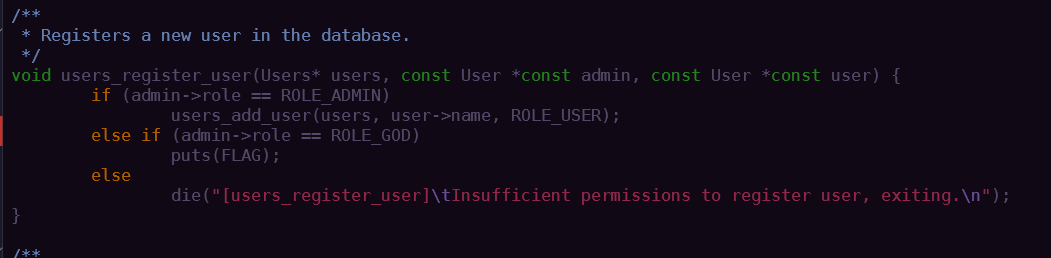 /**
 * Registers a new user in the database.
 */
void users_register_user(Users* users, const User *const admin, const User *const user) {
        if (admin->role == ROLE_ADMIN)
                users_add_user(users, user->name, ROLE_USER);
        else if (admin->role == ROLE_GOD)
                puts(FLAG);
        else
                die("[users_register_user]\tInsufficient permissions to register user, exiting.\n");
}
/**